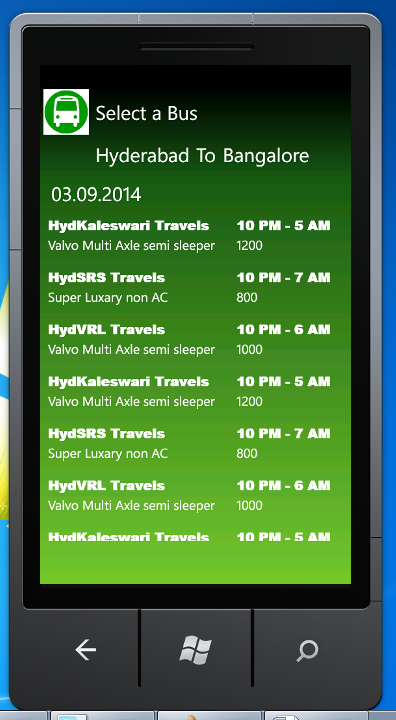 Select a Bus
Hyderabad To Bangalore
03.09.2014
HydKaleswari Travels 10 PM - 5 AM
Valvo Multi Axle semi sleeper 1200
HydSRS Travels 10 PM - 7 AM
Super Luxary non AC 800
HydVRL Travels 10 PM - 6 AM
Valvo Multi Axle semi sleeper 1000
HydKaleswari Travels 10 PM - 5 AM
Valvo Multi Axle semi sleeper 1200
HydSRS Travels 10 PM - 7 AM
Super Luxary non AC 800
HydVRL Travels 10 PM - 6 AM
Valvo Multi Axle semi sleeper 1000
HydKaleswari Travels 10 PM - 5 AM